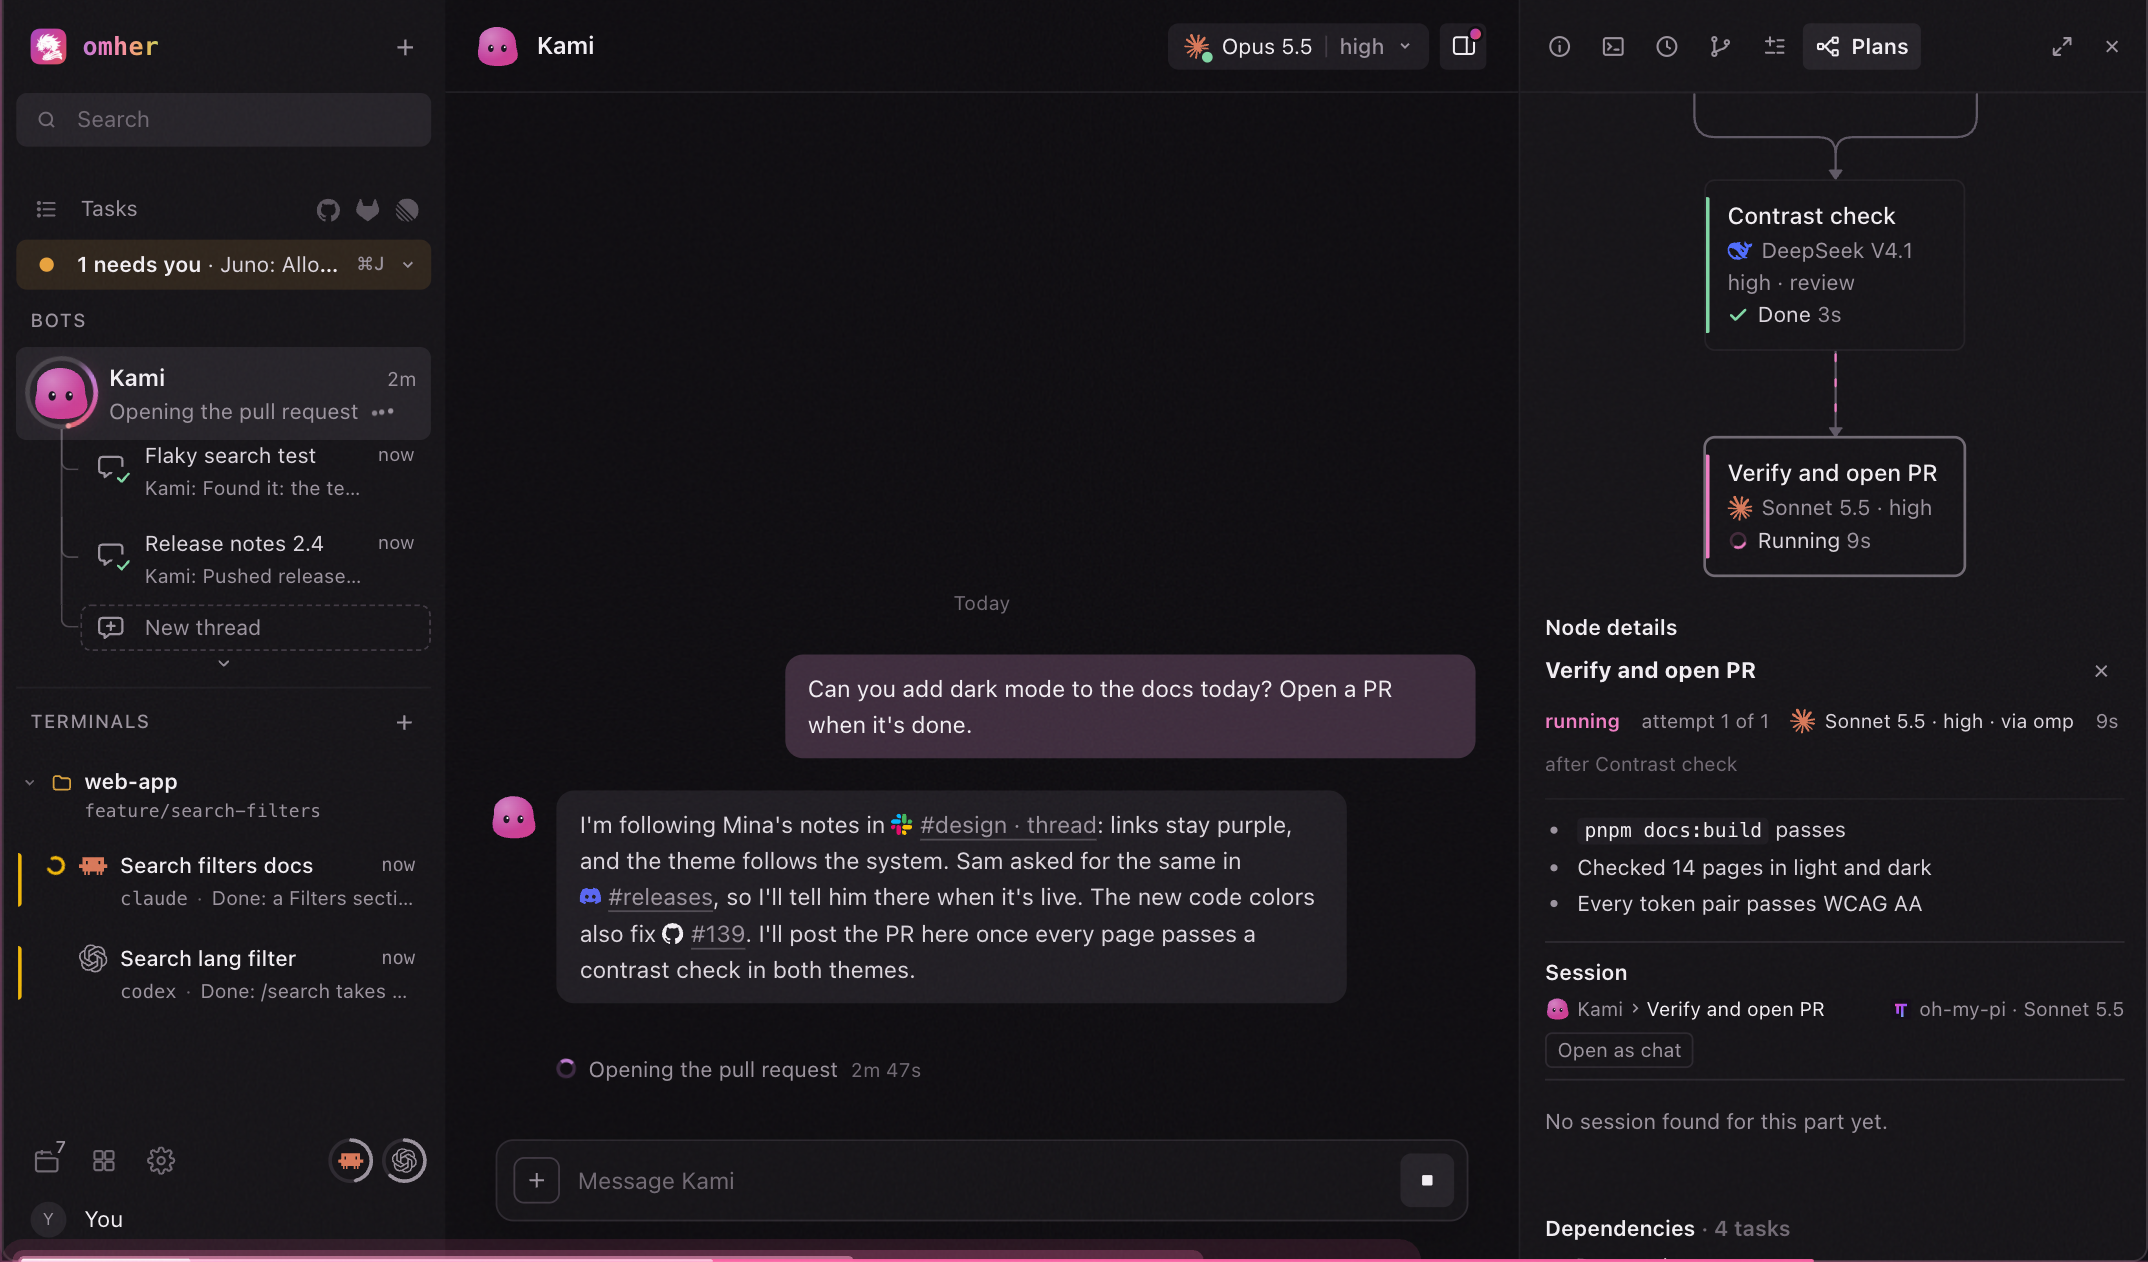 omher
Search
Tasks
1 needs you · Juno: Allo... ⌘J
BOTS
Kami 2m
Opening the pull request
Flaky search test now
Kami: Found it: the te...
Release notes 2.4 now
Kami: Pushed release...
New thread
TERMINALS
web-app
feature/search-filters
Search filters docs now
claude · Done: a Filters secti...
Search lang filter now
codex · Done: /search takes ...
7
Y You
Kami
Opus 5.5 high
Today
Can you add dark mode to the docs today? Open a PR
when it's done.
I'm following Mina's notes in #design · thread: links stay purple,
and the theme follows the system. Sam asked for the same in
#releases, so I'll tell him there when it's live. The new code colors
also fix #139. I'll post the PR here once every page passes a
contrast check in both themes.
Opening the pull request 2m 47s
Message Kami
Plans
Contrast check
DeepSeek V4.1
high · review
Done 3s
Verify and open PR
Sonnet 5.5 · high
Running 9s
Node details
Verify and open PR
running attempt 1 of 1 Sonnet 5.5 · high · via omp 9s
after Contrast check
pnpm docs:build passes
Checked 14 pages in light and dark
Every token pair passes WCAG AA
Session
Kami › Verify and open PR oh-my-pi · Sonnet 5.5
Open as chat
No session found for this part yet.
Dependencies · 4 tasks